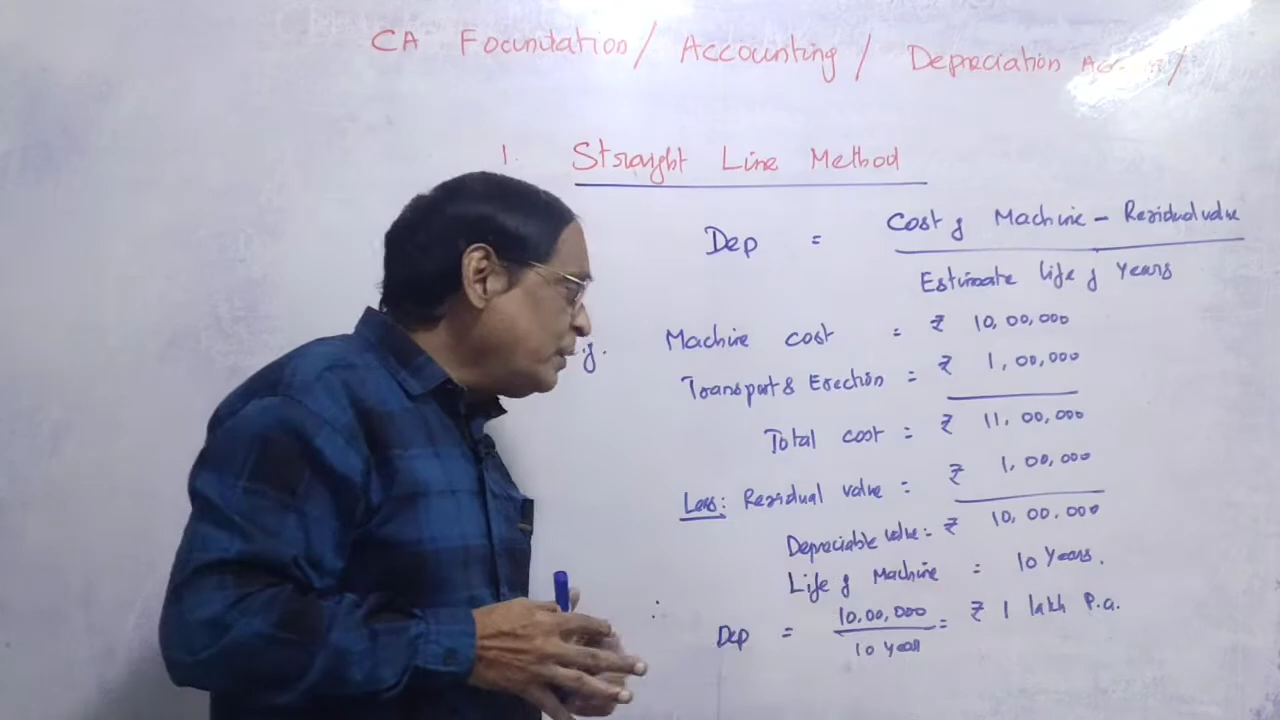 CA Foundation / Accounting / Depreciation /
1. Straight Line Method
Dep = Cost of Machine - Residual value
Estimate life of Years
Machine cost = ₹ 10,00,000
Transport & Erection = ₹ 1,00,000
Total cost = ₹ 11,00,000
Less: Residual value = ₹ 1,00,000
Depreciable value = ₹ 10,00,000
Life of Machine = 10 Years.
Dep = 10,00,000 / 10 year = ₹ 1 lakh P.a.